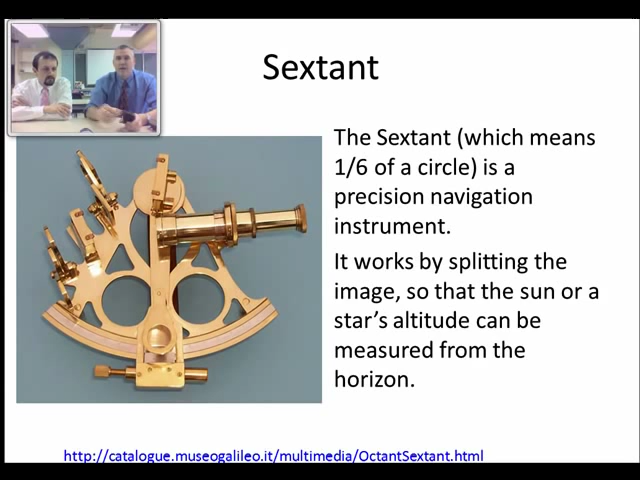 Sextant
The Sextant (which means
1/6 of a circle) is a
precision navigation
instrument.
It works by splitting the
image, so that the sun or a
star's altitude can be
measured from the
horizon.
http://catalogue.museogalileo.it/multimedia/OctantSextant.html